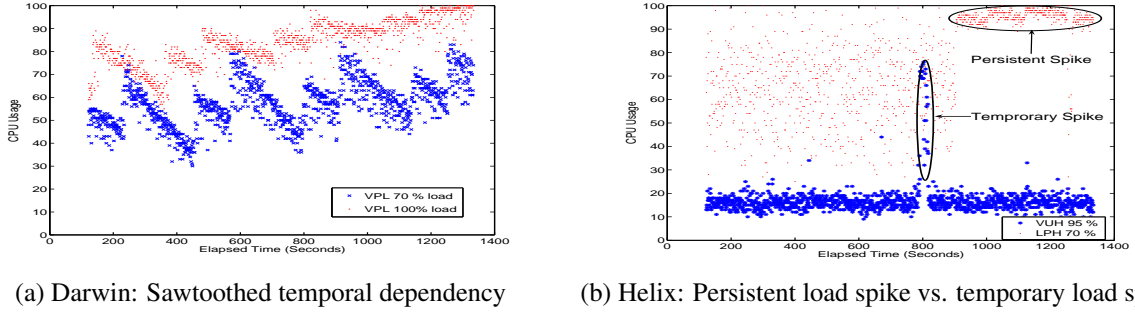 100
90
80
70
60
50
40
30
20
10
0
CPU Usage
VPL 70 % load
VPL 100% load
0 200 400 600 800 1000 1200 1400
Elapsed Time (Seconds)
(a) Darwin: Sawtoothed temporal dependency
100
90
80
70
60
50
40
30
20
10
0
CPU Usage
Persistent Spike
Temprorary Spike
VUH 95 %
LPH 70 %
0 200 400 600 800 1000 1200 1400
Elapsed Time (Seconds)
(b) Helix: Persistent load spike vs. temporary load s